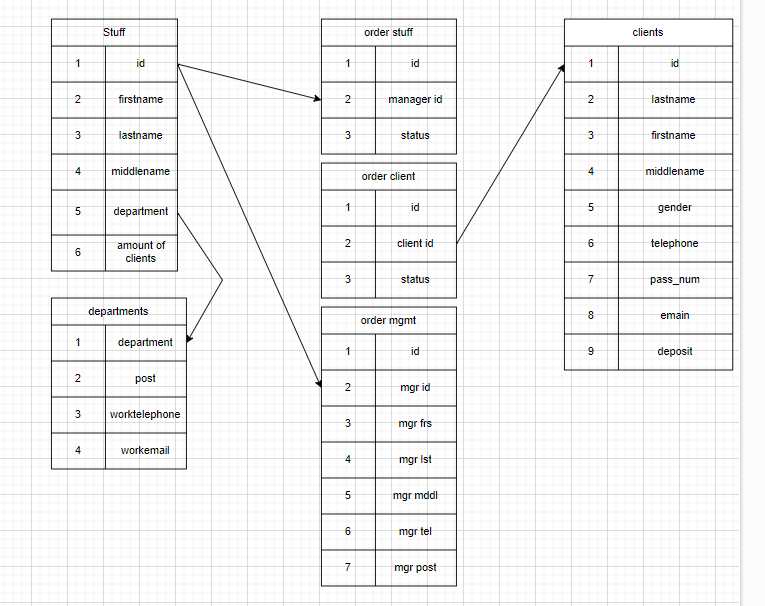 Stuff
1 id
2 firstname
3 lastname
4 middlename
5 department
6 amount of
clients
departments
1 department
2 post
3 worktelephone
4 workemail
order stuff
1 id
2 manager id
3 status
order client
1 id
2 client id
3 status
order mgmt
1 id
2 mgr id
3 mgr frs
4 mgr lst
5 mgr mddl
6 mgr tel
7 mgr post
clients
1 id
2 lastname
3 firstname
4 middlename
5 gender
6 telephone
7 pass_num
8 emain
9 deposit